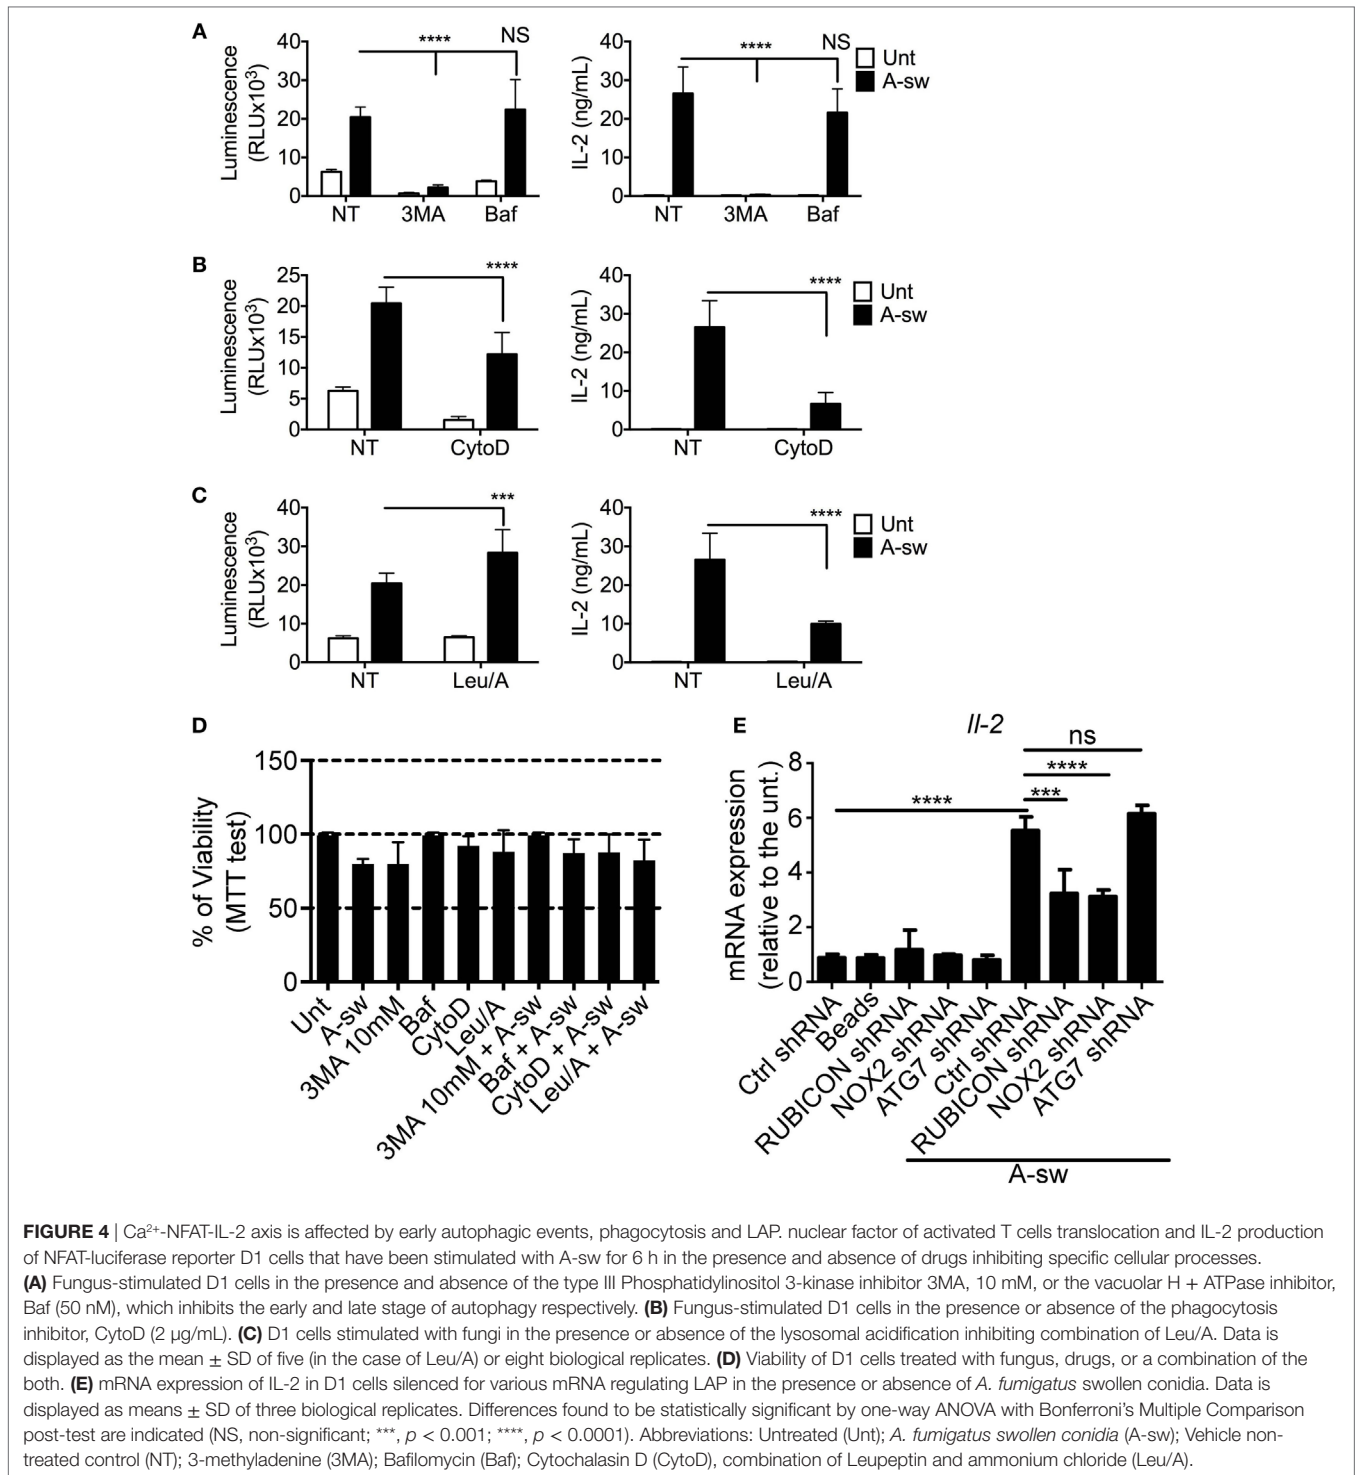 A
Luminescence
(RLUx10³)
40
30
20
10
0
****
NS
NT
3MA
Baf
IL-2 (ng/mL)
40
30
20
10
0
****
NS
NT
3MA
Baf
Unt
A-sw
B
Luminescence
(RLUx10³)
25
20
15
10
5
0
****
NT
CytoD
IL-2 (ng/mL)
40
30
20
10
0
****
NT
CytoD
Unt
A-sw
C
Luminescence
(RLUx10³)
40
30
20
10
0
***
NT
Leu/A
IL-2 (ng/mL)
40
30
20
10
0
****
NT
Leu/A
Unt
A-sw
D
% of Viability
(MTT test)
150
100
50
0
Unt
A-sw
3MA 10mM
Baf
CytoD
Leu/A
3MA 10mM + A-sw
Baf + A-sw
CytoD + A-sw
Leu/A + A-sw
E
Il-2
mRNA expression
(relative to the unt.)
8
6
4
2
0
ns
****
***
****
Ctrl shRNA
Beads
RUBICON shRNA
NOX2 shRNA
ATG7 shRNA
Ctrl shRNA
RUBICON shRNA
NOX2 shRNA
ATG7 shRNA
A-sw
FIGURE 4 | Ca²⁺-NFAT-IL-2 axis is affected by early autophagic events, phagocytosis and LAP. nuclear factor of activated T cells translocation and IL-2 production
of NFAT-luciferase reporter D1 cells that have been stimulated with A-sw for 6 h in the presence and absence of drugs inhibiting specific cellular processes.
(A) Fungus-stimulated D1 cells in the presence and absence of the type III Phosphatidylinositol 3-kinase inhibitor 3MA, 10 mM, or the vacuolar H + ATPase inhibitor,
Baf (50 nM), which inhibits the early and late stage of autophagy respectively. (B) Fungus-stimulated D1 cells in the presence or absence of the phagocytosis
inhibitor, CytoD (2 µg/mL). (C) D1 cells stimulated with fungi in the presence or absence of the lysosomal acidification inhibiting combination of Leu/A. Data is
displayed as the mean ± SD of five (in the case of Leu/A) or eight biological replicates. (D) Viability of D1 cells treated with fungus, drugs, or a combination of the
both. (E) mRNA expression of IL-2 in D1 cells silenced for various mRNA regulating LAP in the presence or absence of A. fumigatus swollen conidia. Data is
displayed as means ± SD of three biological replicates. Differences found to be statistically significant by one-way ANOVA with Bonferroni's Multiple Comparison
post-test are indicated (NS, non-significant; ***, p < 0.001; ****, p < 0.0001). Abbreviations: Untreated (Unt); A. fumigatus swollen conidia (A-sw); Vehicle non-
treated control (NT); 3-methyladenine (3MA); Bafilomycin (Baf); Cytochalasin D (CytoD), combination of Leupeptin and ammonium chloride (Leu/A).